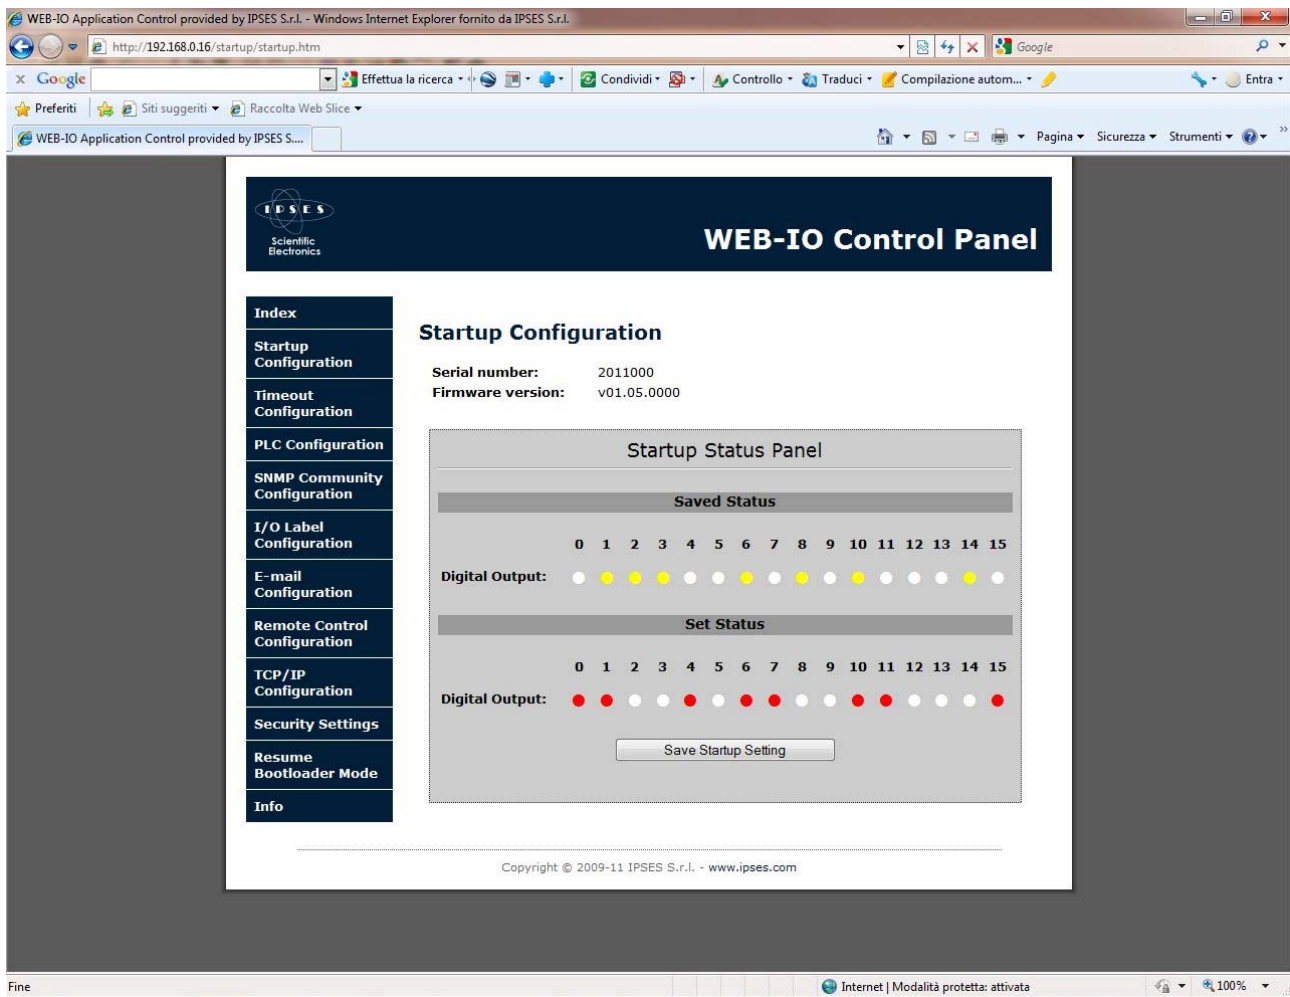 WEB-IO Application Control provided by IPSES S.r.l. - Windows Internet Explorer fornito da IPSES S.r.l.
http://192.168.0.16/startup/startup.htm
Google
x Google
Effettua la ricerca
Condividi
Controllo
Traduci
Compilazione autom...
Entra
Preferiti
Siti suggeriti
Raccolta Web Slice
WEB-IO Application Control provided by IPSES S....
Pagina
Sicurezza
Strumenti
IPSES
Scientific
Electronics
WEB-IO Control Panel
Index
Startup
Configuration
Timeout
Configuration
PLC Configuration
SNMP Community
Configuration
I/O Label
Configuration
E-mail
Configuration
Remote Control
Configuration
TCP/IP
Configuration
Security Settings
Resume
Bootloader Mode
Info
Startup Configuration
Serial number: 2011000
Firmware version: v01.05.0000
Startup Status Panel
Saved Status
0 1 2 3 4 5 6 7 8 9 10 11 12 13 14 15
Digital Output:
Set Status
0 1 2 3 4 5 6 7 8 9 10 11 12 13 14 15
Digital Output:
Save Startup Setting
Copyright © 2009-11 IPSES S.r.l. - www.ipses.com
Fine
Internet | Modalità protetta: attivata
100%